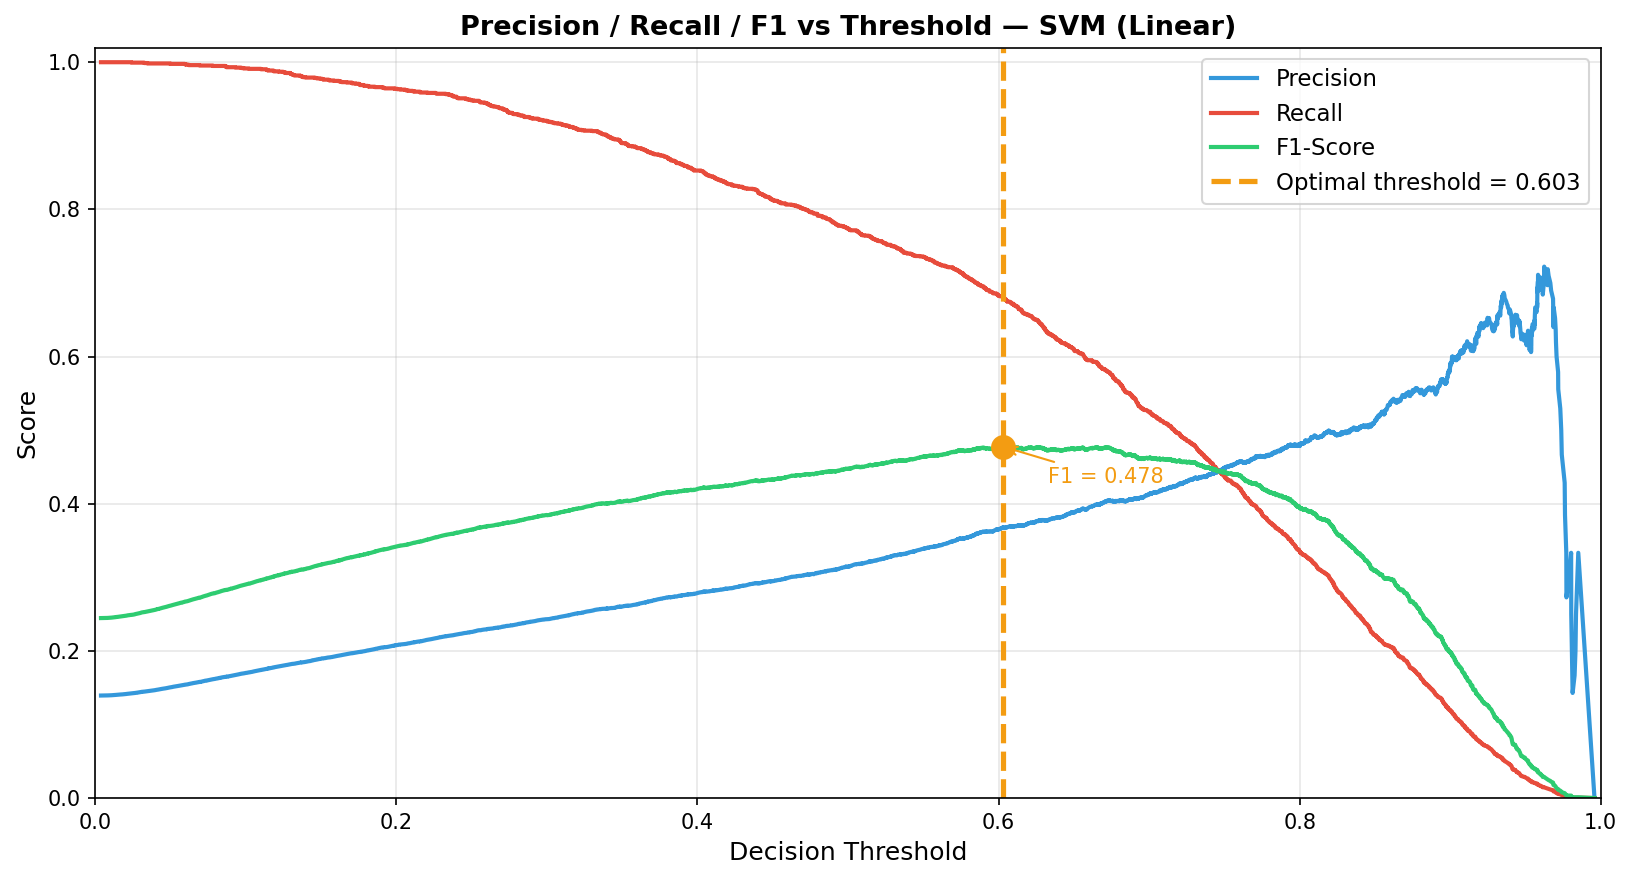 Precision / Recall / F1 vs Threshold — SVM (Linear)
Precision
Recall
F1-Score
Optimal threshold = 0.603
Score
1.0
0.8
0.6
0.4
0.2
0.0
F1 = 0.478
0.0 0.2 0.4 0.6 0.8 1.0
Decision Threshold